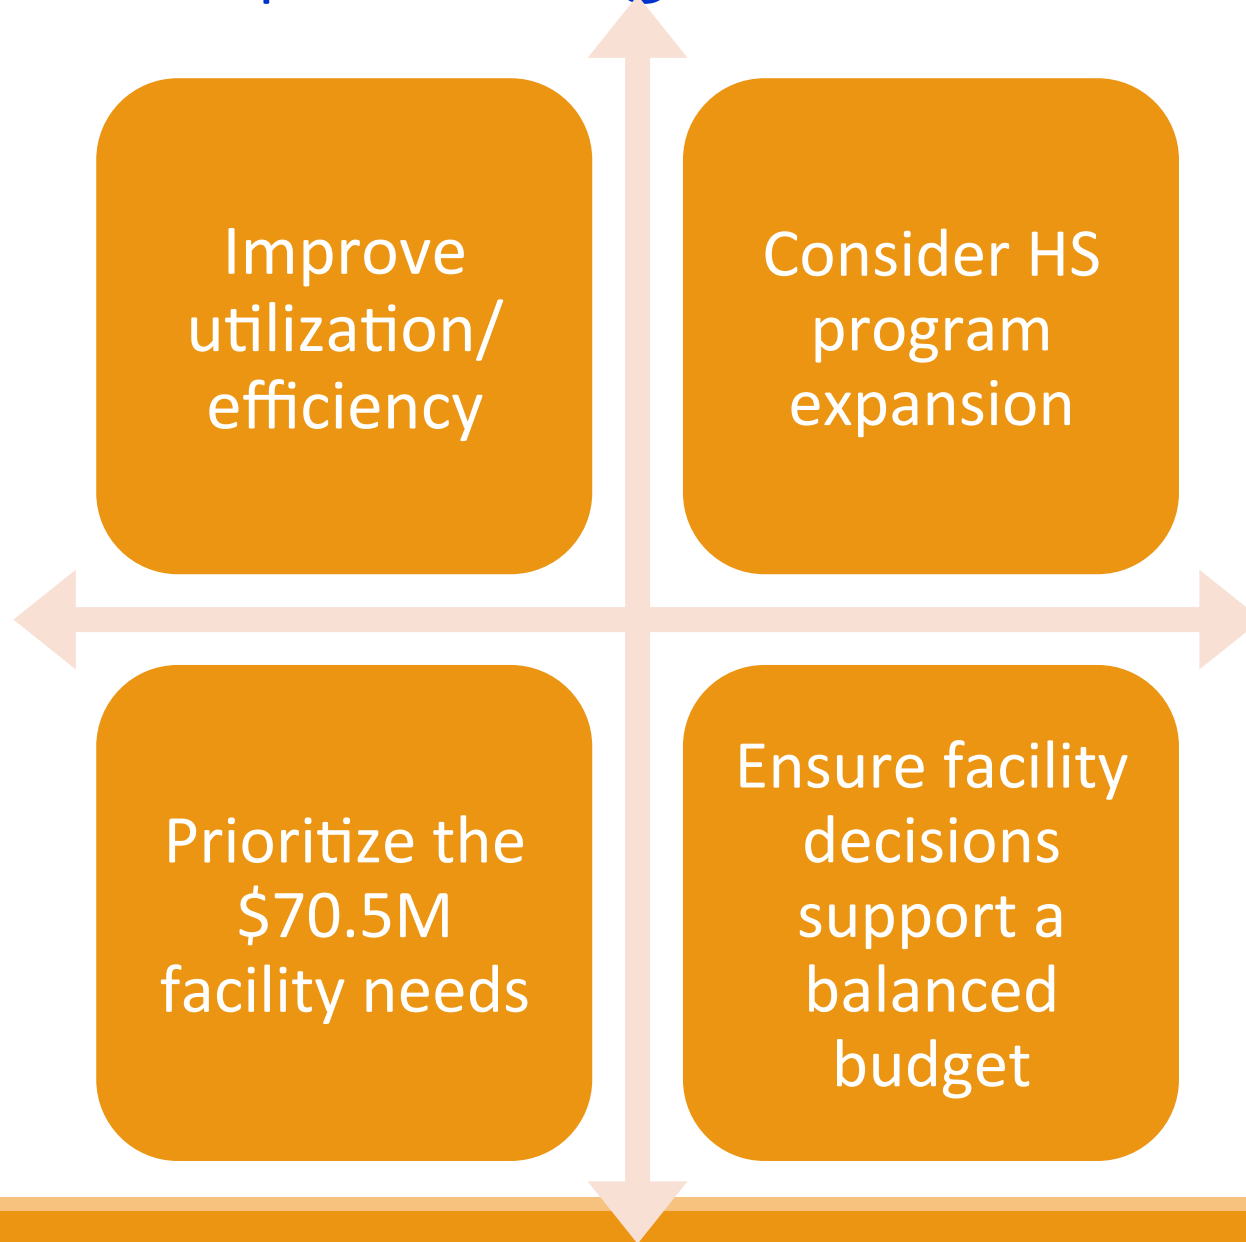 Improve
utilization/
efficiency
Consider HS
program
expansion
Prioritize the
$70.5M
facility needs
Ensure facility
decisions
support a
balanced
budget